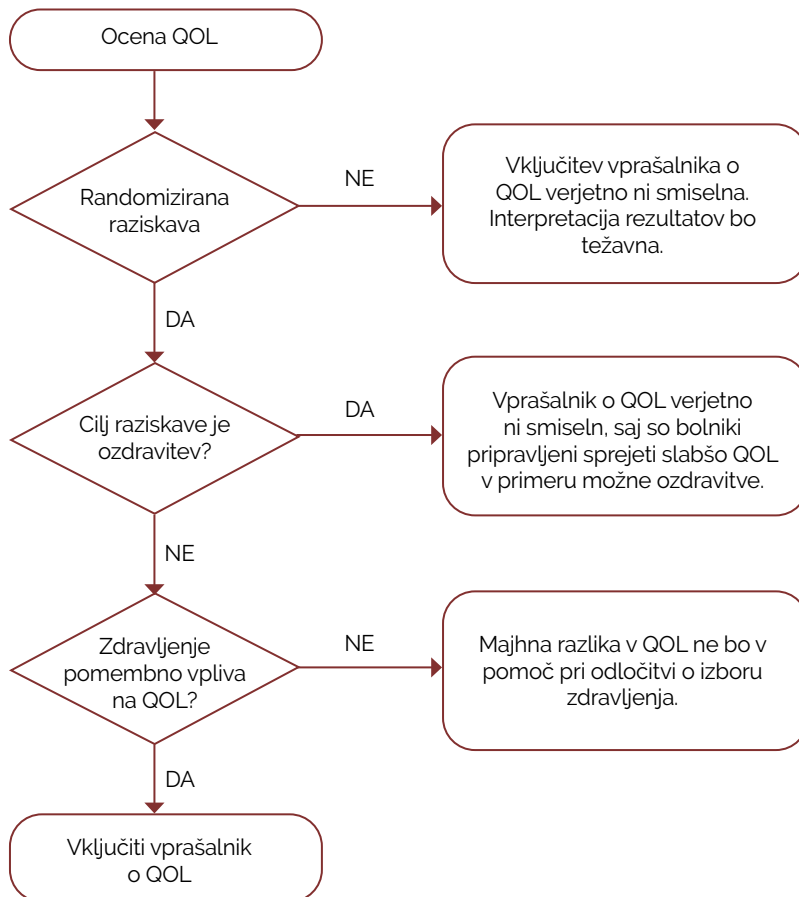 Ocena QOL
Randomizirana
raziskava
NE
Vključitev vprašalnika o
QOL verjetno ni smiselna.
Interpretacija rezultatov bo
težavna.
DA
Cilj raziskave je
ozdravitev?
DA
Vprašalnik o QOL verjetno
ni smiseln, saj so bolniki
pripravljeni sprejeti slabšo QOL
v primeru možne ozdravitve.
NE
Zdravljenje
pomembno vpliva
na QOL?
NE
Majhna razlika v QOL ne bo v
pomoč pri odločitvi o izboru
zdravljenja.
DA
Vključiti vprašalnik
o QOL